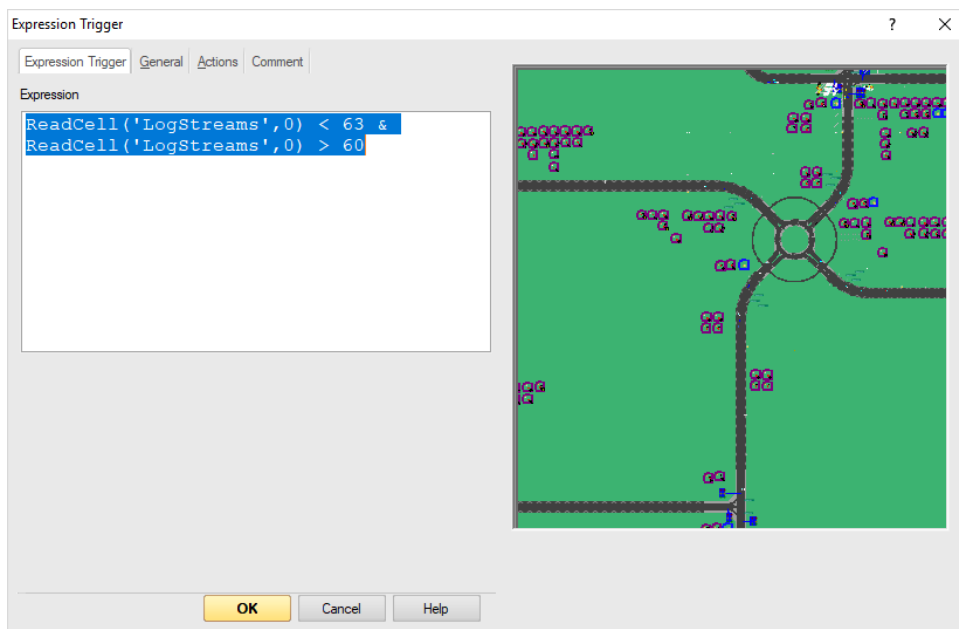 Expression Trigger
?
Expression Trigger General Actions Comment
Expression
ReadCell('LogStreams',0) < 63 &
ReadCell('LogStreams',0) > 60
OK Cancel Help